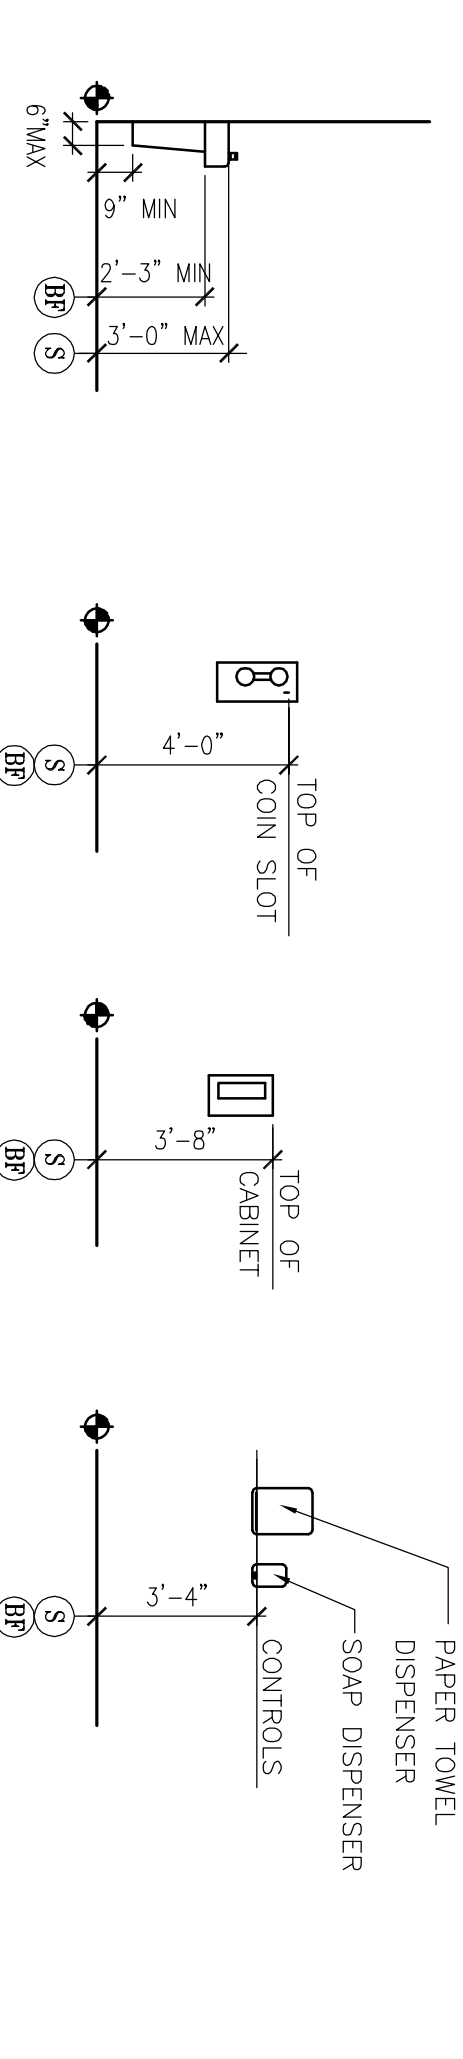 6"MAX
9" MIN
2'-3" MIN
BF
3'-0" MAX
S
4'-0"
TOP OF
COIN SLOT
S
BF
3'-8"
TOP OF
CABINET
S
BF
PAPER TOWEL
DISPENSER
SOAP DISPENSER
3'-4"
CONTROLS
S
BF